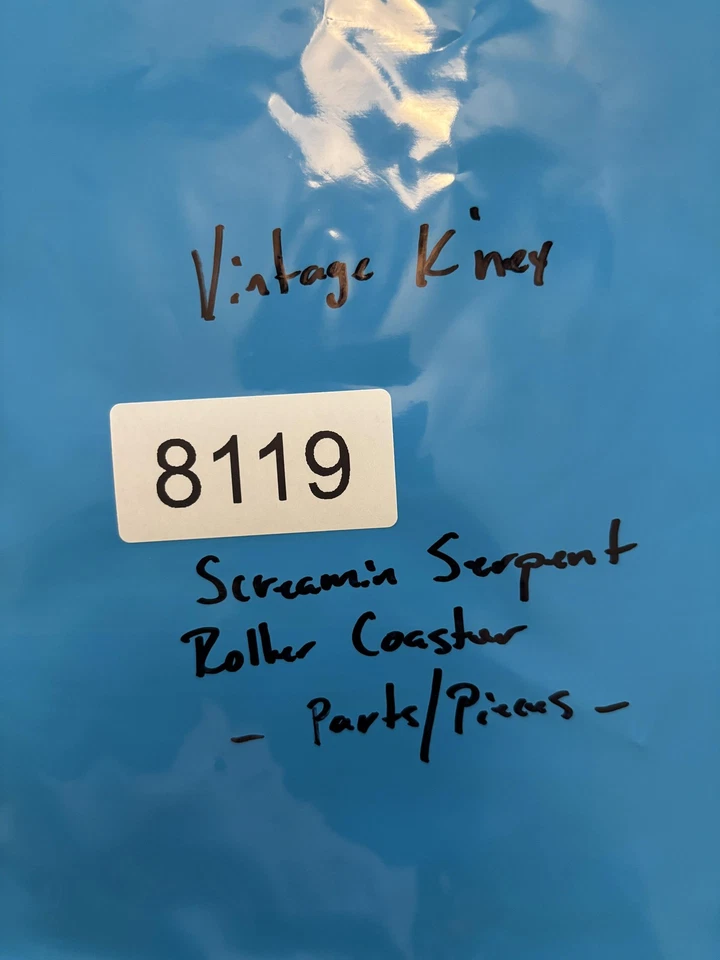 Vintage K'nex
8119
Screamin Serpent
Roller Coaster
- Parts/Pieces -